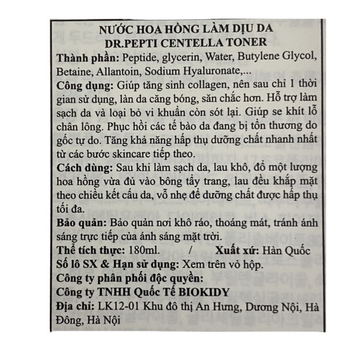 NƯỚC HOA HỒNG LÀM DỊU DA
DR.PEPTI CENTELLA TONER
Thành phần: Peptide, glycerin, Water, Butylene Glycol,
Betaine, Allantoin, Sodium Hyaluronate,...
Công dụng: Giúp tăng sinh collagen, nên sau chỉ 1 thời
gian sử dụng, làn da căng bóng, săn chắc hơn. Hỗ trợ làm
sạch da và loại bỏ vi khuẩn còn sót lại. Giúp se khít lỗ
chân lông. Phục hồi các tế bào da đang bị tổn thương do
gốc tự do. Tăng khả năng hấp thụ dưỡng chất nhanh nhất
từ các bước skincare tiếp theo.
Cách dùng: Sau khi làm sạch da, lau khô, đổ một lượng
hoa hồng vừa đủ vào bông tẩy trang, lau đều khắp mặt
theo chiều kết cấu da, vỗ nhẹ để dưỡng chất được hấp thụ
tối đa.
Bảo quản: Bảo quản nơi khô ráo, thoáng mát, tránh ánh
sáng trực tiếp của ánh sáng mặt trời.
Thể tích thực: 180ml. / Xuất xứ: Hàn Quốc
Số lô SX & Hạn sử dụng: Xem trên vỏ hộp.
Công ty phân phối độc quyền:
Công ty TNHH Quốc Tế BIOKIDY
Địa chỉ: LK12-01 Khu đô thị An Hưng, Dương Nội, Hà
Đông, Hà Nội